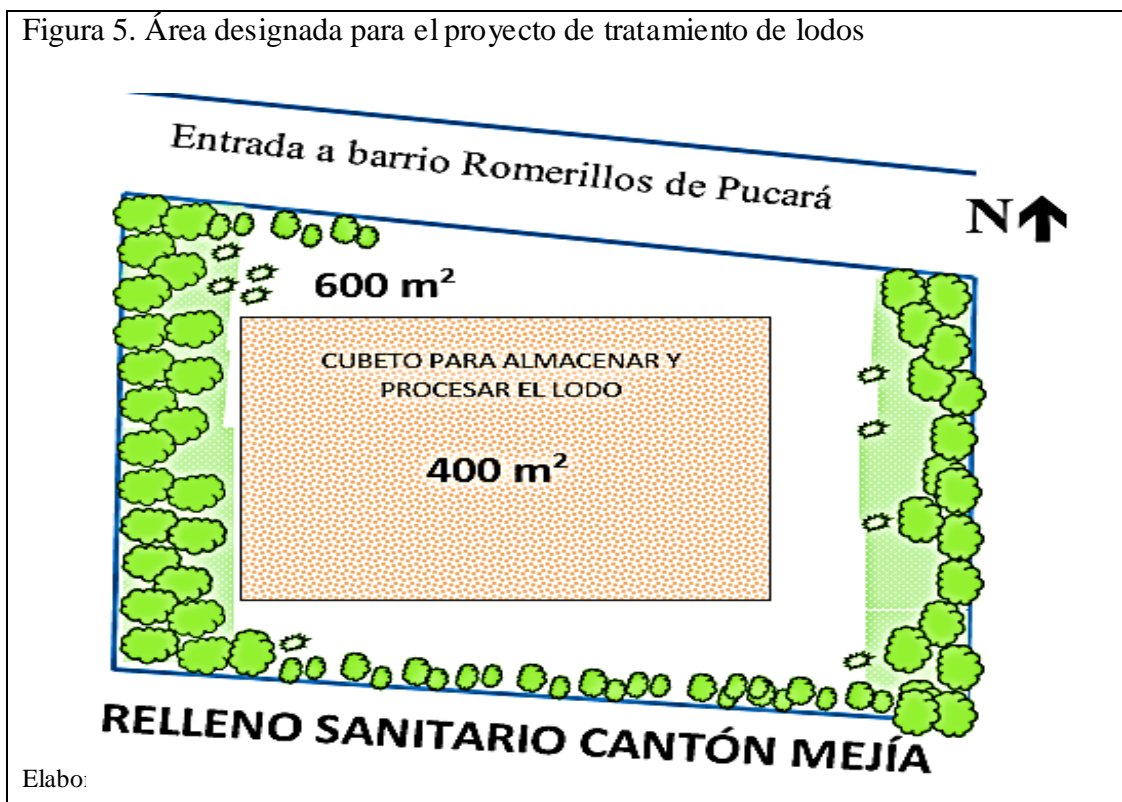 Figura 5. Área designada para el proyecto de tratamiento de lodos
Entrada a barrio Romerillos de Pucará
N
600 m²
CUBETO PARA ALMACENAR Y
PROCESAR EL LODO
400 m²
RELLENO SANITARIO CANTÓN MEJÍA